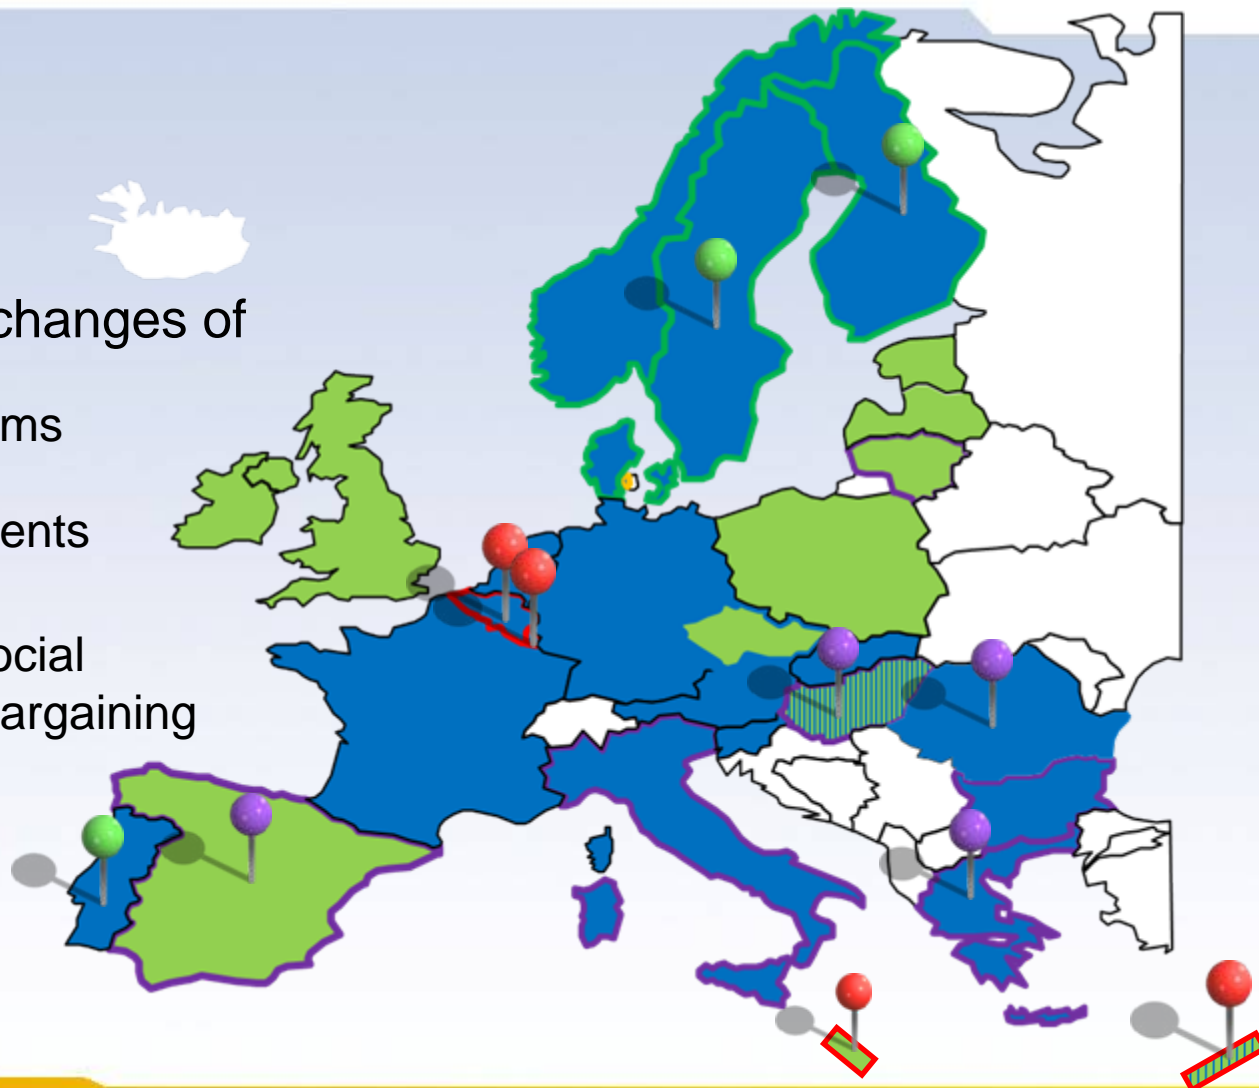 changes of
ms
ents
ocial
argaining